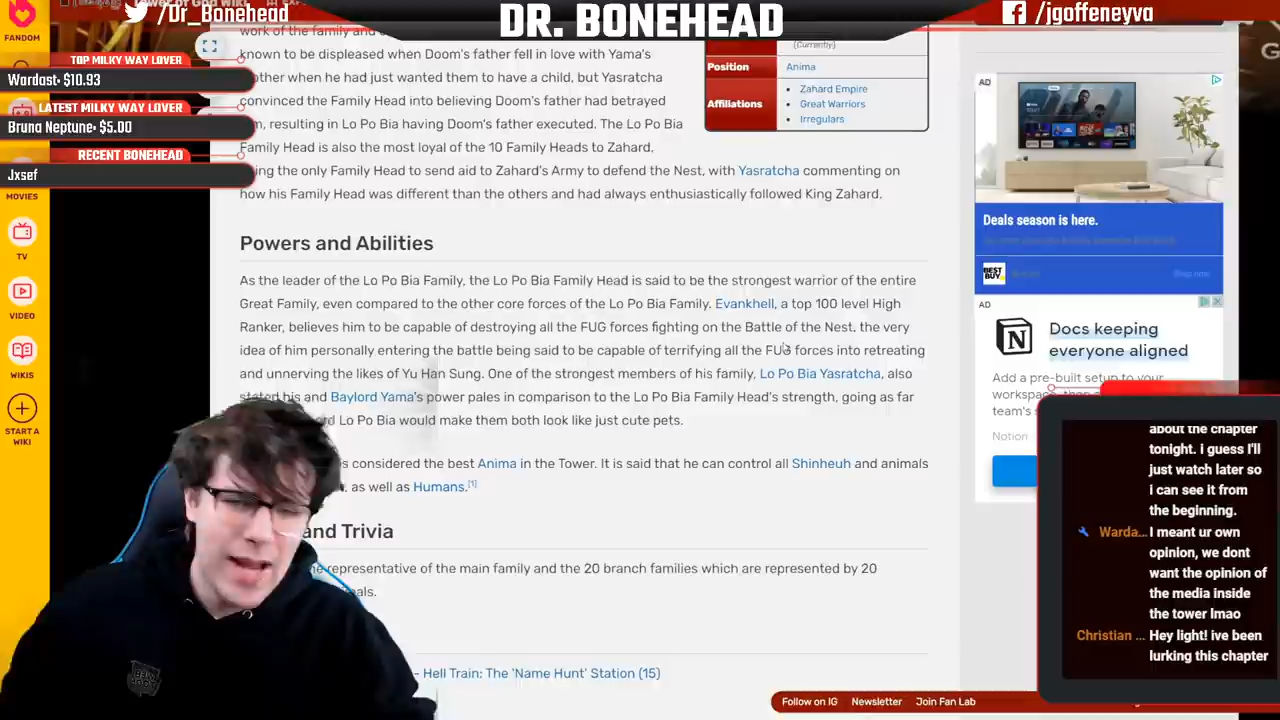 /Dr_Bonehead
DR. BONEHEAD
/jgoffeneyva
FANDOM
TOP MILKY WAY LOVER
Wardast• $10.93
LATEST MILKY WAY LOVER
Bruna Neptune• $5.00
RECENT BONEHEAD
Jxsef
MOVIES
TV
VIDEO
WIKIS
START A
WIKI
work of the family and
known to be displeased when Doom's father fell in love with Yama's
other when he had just wanted them to have a child, but Yasratcha
convinced the Family Head into believing Doom's father had betrayed
m, resulting in Lo Po Bia having Doom's father executed. The Lo Po Bia
Family Head is also the most loyal of the 10 Family Heads to Zahard.
ing the only Family Head to send aid to Zahard's Army to defend the Nest, with Yasratcha commenting on
how his Family Head was different than the others and had always enthusiastically followed King Zahard.
(Currently)
Position Anima
Affiliations
• Zahard Empire
• Great Warriors
• Irregulars
Powers and Abilities
As the leader of the Lo Po Bia Family, the Lo Po Bia Family Head is said to be the strongest warrior of the entire
Great Family, even compared to the other core forces of the Lo Po Bia Family. Evankhell, a top 100 level High
Ranker, believes him to be capable of destroying all the FUG forces fighting on the Battle of the Nest, the very
idea of him personally entering the battle being said to be capable of terrifying all the FUG forces into retreating
and unnerving the likes of Yu Han Sung. One of the strongest members of his family, Lo Po Bia Yasratcha, also
stated his and Baylord Yama's power pales in comparison to the Lo Po Bia Family Head's strength, going as far
rd Lo Po Bia would make them both look like just cute pets.
s considered the best Anima in the Tower. It is said that he can control all Shinheuh and animals
, as well as Humans.[1]
and Trivia
he representative of the main family and the 20 branch families which are represented by 20
als.
- Hell Train: The 'Name Hunt' Station (15)
AD
Deals season is here.
BEST BUY
Shop now
AD
Docs keeping
everyone aligned
Add a pre-built setup to your
workspace, the
team's s
Notion
about the chapter
tonight. i guess I'll
just watch later so
i can see it from
the beginning.
Warda... I meant ur own
opinion, we dont
want the opinion of
the media inside
the tower lmao
Christian ... Hey light! ive been
lurking this chapter
Follow on IG Newsletter Join Fan Lab